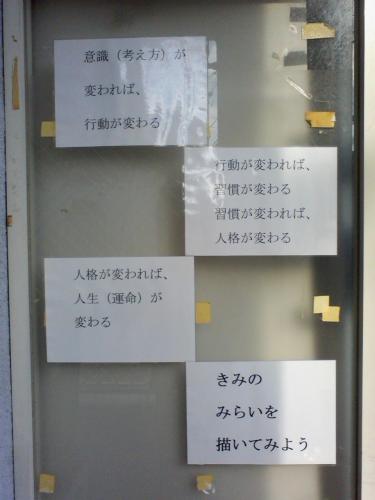 意識（考え方）が
変われば、
行動が変わる
行動が変われば、
習慣が変わる
習慣が変われば、
人格が変わる
人格が変われば、
人生（運命）が
変わる
きみの
みらいを
描いてみよう